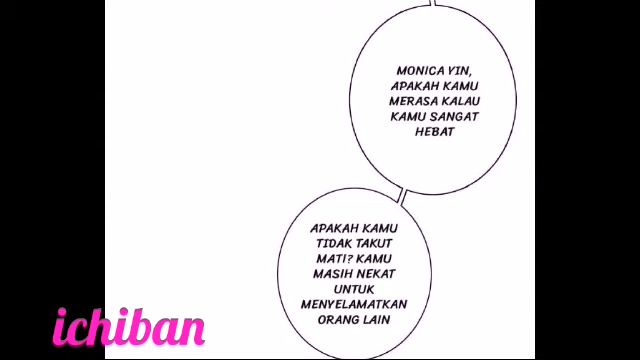 MONICA YIN,
APAKAH KAMU
MERASA KALAU
KAMU SANGAT
HEBAT
APAKAH KAMU
TIDAK TAKUT
MATI? KAMU
MASIH NEKAT
UNTUK
MENYELAMATKAN
ORANG LAIN
ichiban